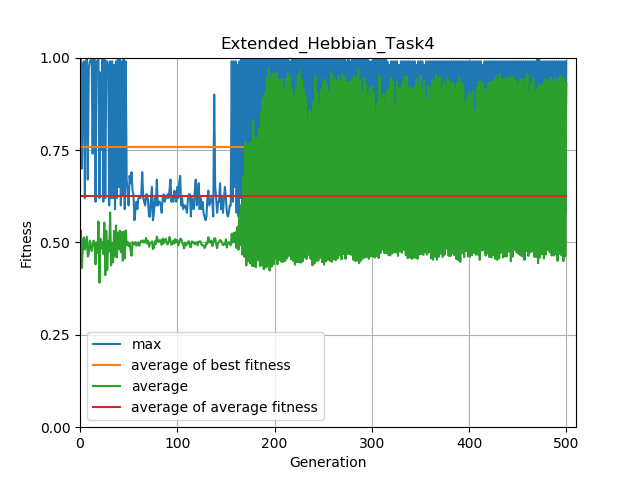 Extended_Hebbian_Task4
1.00
0.75
0.50
0.25
0.00
Fitness
max
average of best fitness
average
average of average fitness
0 100 200 300 400 500
Generation